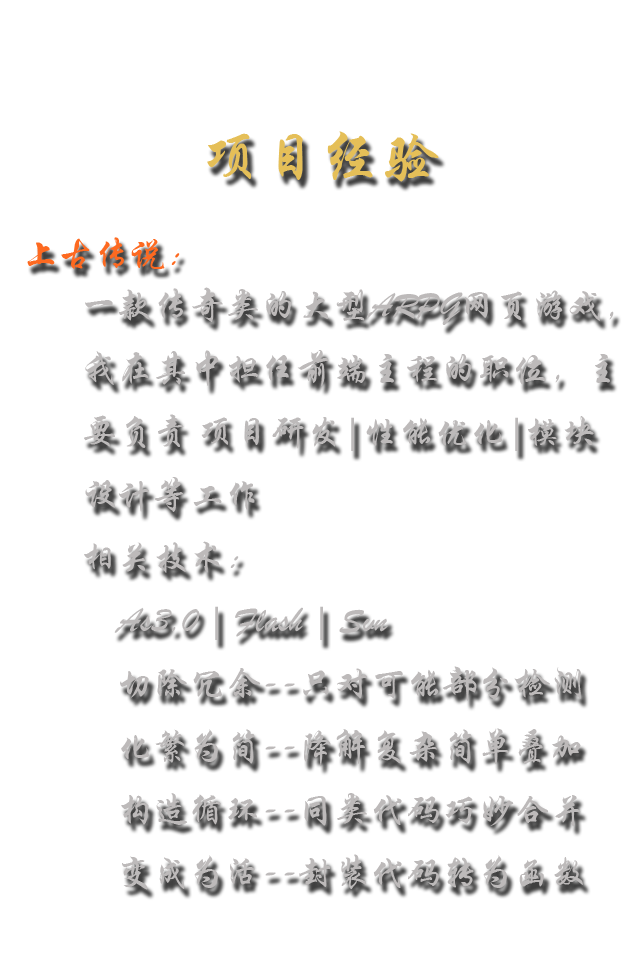 项目经验
上古传说：
一款传奇类的大型ARPG网页游戏，
我在其中担任前端主程的职位，主
要负责 项目研发|性能优化|模块
设计等工作
相关技术：
As3.0 | Flash | Svn
切除冗余--只对可能部分检测
化繁为简--降解复杂简单叠加
构造循环--同类代码巧妙合并
变成为活--封装代码转为函数